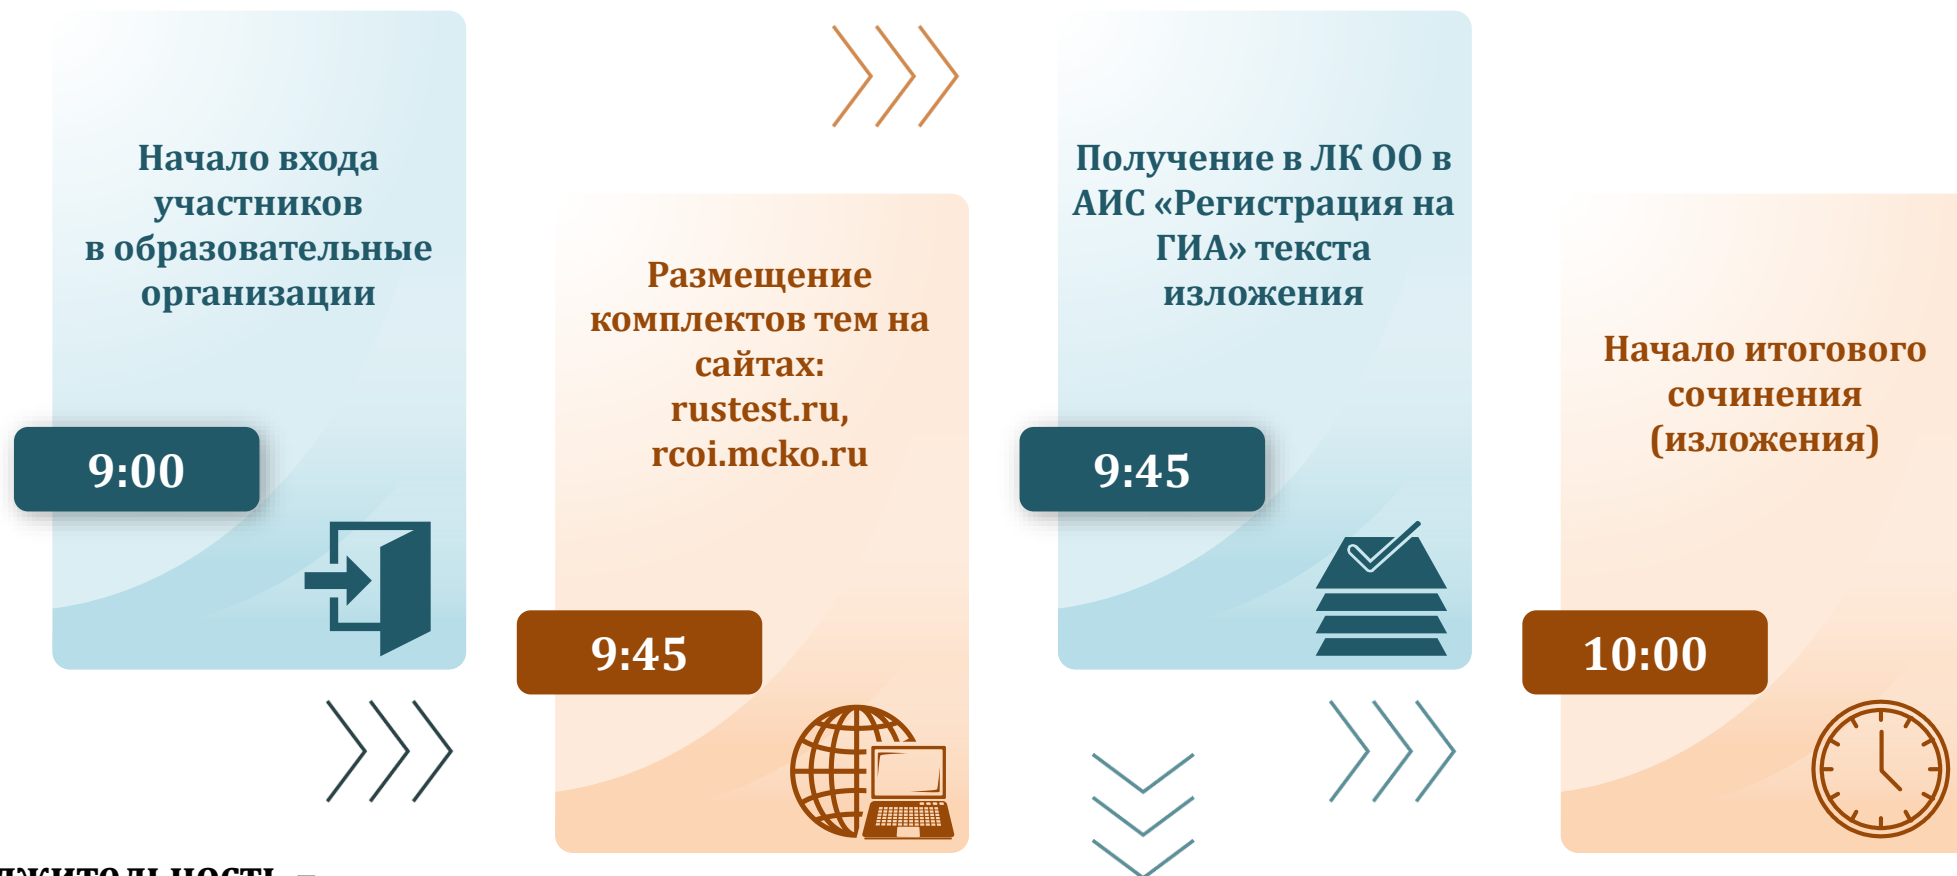 Начало входа
участников
в образовательные
организации
9:00
Размещение
комплектов тем на
сайтах:
rustest.ru,
rcoi.mcko.ru
9:45
Получение в ЛК ОО в
АИС «Регистрация на
ГИА» текста
изложения
9:45
Начало итогового
сочинения
(изложения)
10:00